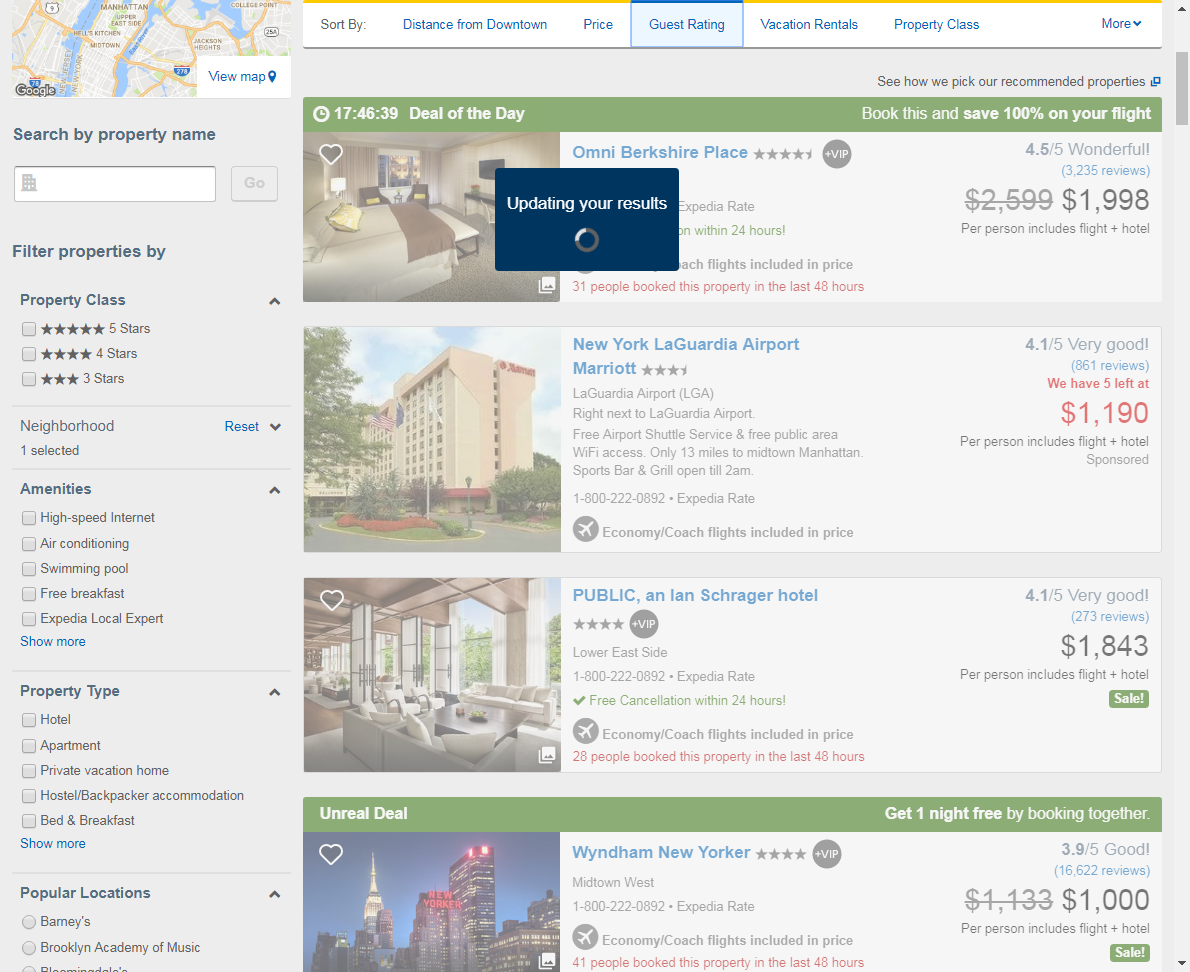 MANHATTAN
COLLEGE POINT
UPPER
EAST SIDE
HELL'S KITCHEN
MIDTOWN
25A
JACKSON
HEIGHTS
NEW JERSEY
NEW YORK
278
78
Google
View map
Search by property name
Go
Filter properties by
Property Class
5 Stars
4 Stars
3 Stars
Neighborhood
Reset
1 selected
Amenities
High-speed Internet
Air conditioning
Swimming pool
Free breakfast
Expedia Local Expert
Show more
Property Type
Hotel
Apartment
Private vacation home
Hostel/Backpacker accommodation
Bed & Breakfast
Show more
Popular Locations
Barney's
Brooklyn Academy of Music
Bloomingdale's
Sort By: Distance from Downtown Price Guest Rating Vacation Rentals Property Class More
See how we pick our recommended properties
17:46:39 Deal of the Day Book this and save 100% on your flight
Omni Berkshire Place +VIP
4.5/5 Wonderful!
(3,235 reviews)
Updating your results
Expedia Rate
$2,599 $1,998
Per person includes flight + hotel
on within 24 hours!
ach flights included in price
31 people booked this property in the last 48 hours
Marriott
New York LaGuardia Airport
Marriott
4.1/5 Very good!
(861 reviews)
We have 5 left at
$1,190
Per person includes flight + hotel
Sponsored
LaGuardia Airport (LGA)
Right next to LaGuardia Airport.
Free Airport Shuttle Service & free public area
WiFi access. Only 13 miles to midtown Manhattan.
Sports Bar & Grill open till 2am.
1-800-222-0892 • Expedia Rate
Economy/Coach flights included in price
PUBLIC, an Ian Schrager hotel
+VIP
4.1/5 Very good!
(273 reviews)
$1,843
Per person includes flight + hotel
Sale!
Lower East Side
1-800-222-0892 • Expedia Rate
Free Cancellation within 24 hours!
Economy/Coach flights included in price
28 people booked this property in the last 48 hours
Unreal Deal Get 1 night free by booking together.
NEW
YORKER
Wyndham New Yorker +VIP
3.9/5 Good!
(16,622 reviews)
$1,133 $1,000
Per person includes flight + hotel
Sale!
Midtown West
1-800-222-0892 • Expedia Rate
Economy/Coach flights included in price
41 people booked this property in the last 48 hours